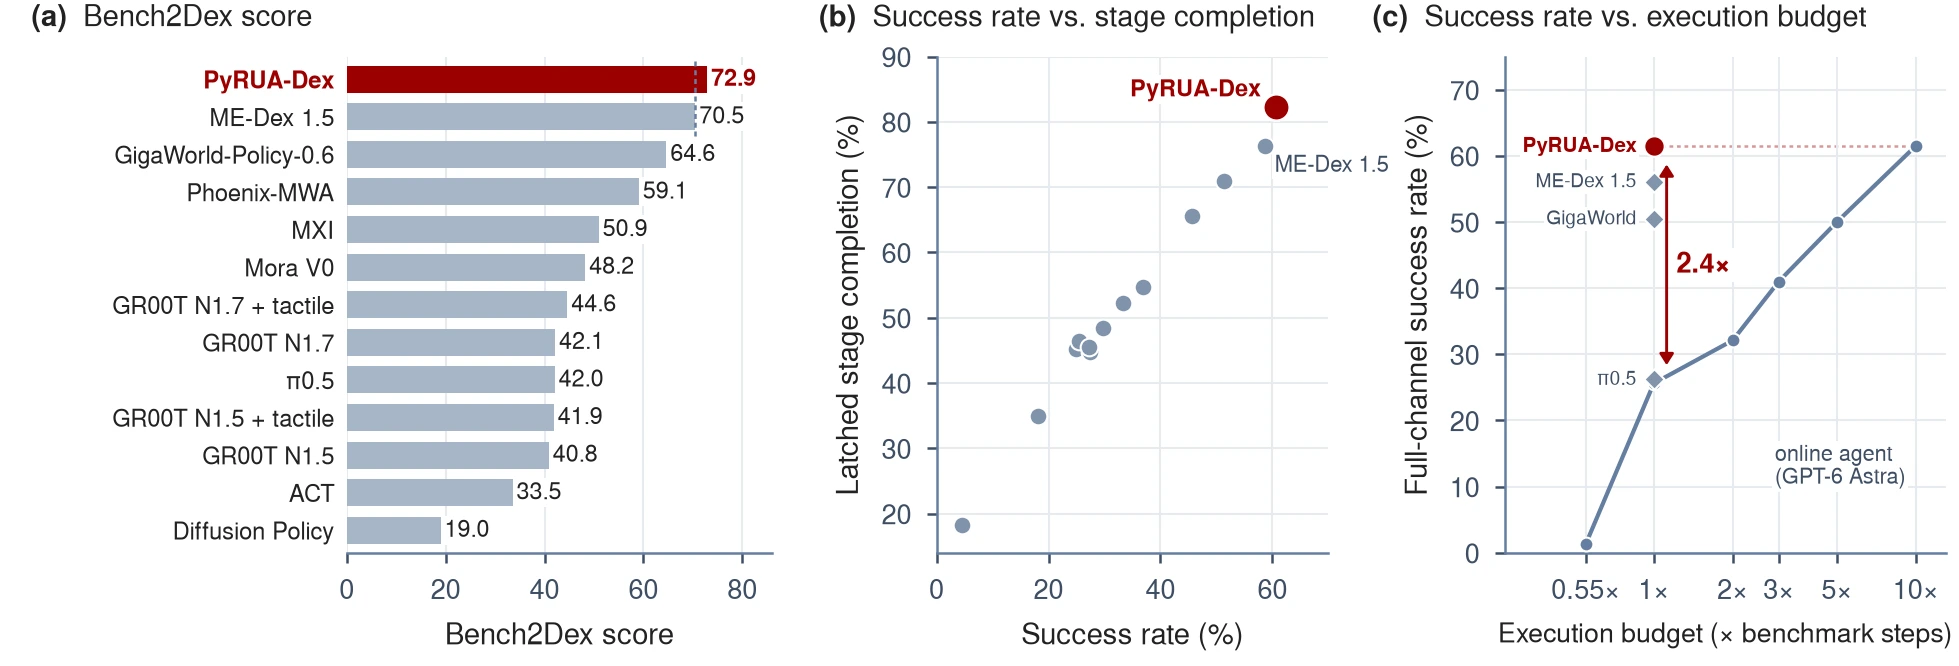 (a) Bench2Dex score
PyRUA-Dex 72.9
ME-Dex 1.5 70.5
GigaWorld-Policy-0.6 64.6
Phoenix-MWA 59.1
MXI 50.9
Mora V0 48.2
GR00T N1.7 + tactile 44.6
GR00T N1.7 42.1
π0.5 42.0
GR00T N1.5 + tactile 41.9
GR00T N1.5 40.8
ACT 33.5
Diffusion Policy 19.0
0 20 40 60 80
Bench2Dex score
(b) Success rate vs. stage completion
Latched stage completion (%)
90
80
70
60
50
40
30
20
PyRUA-Dex
ME-Dex 1.5
0 20 40 60
Success rate (%)
(c) Success rate vs. execution budget
Full-channel success rate (%)
70
60
50
40
30
20
10
0
PyRUA-Dex
ME-Dex 1.5
GigaWorld
2.4×
π0.5
online agent
(GPT-6 Astra)
0.55× 1× 2× 3× 5× 10×
Execution budget (× benchmark steps)